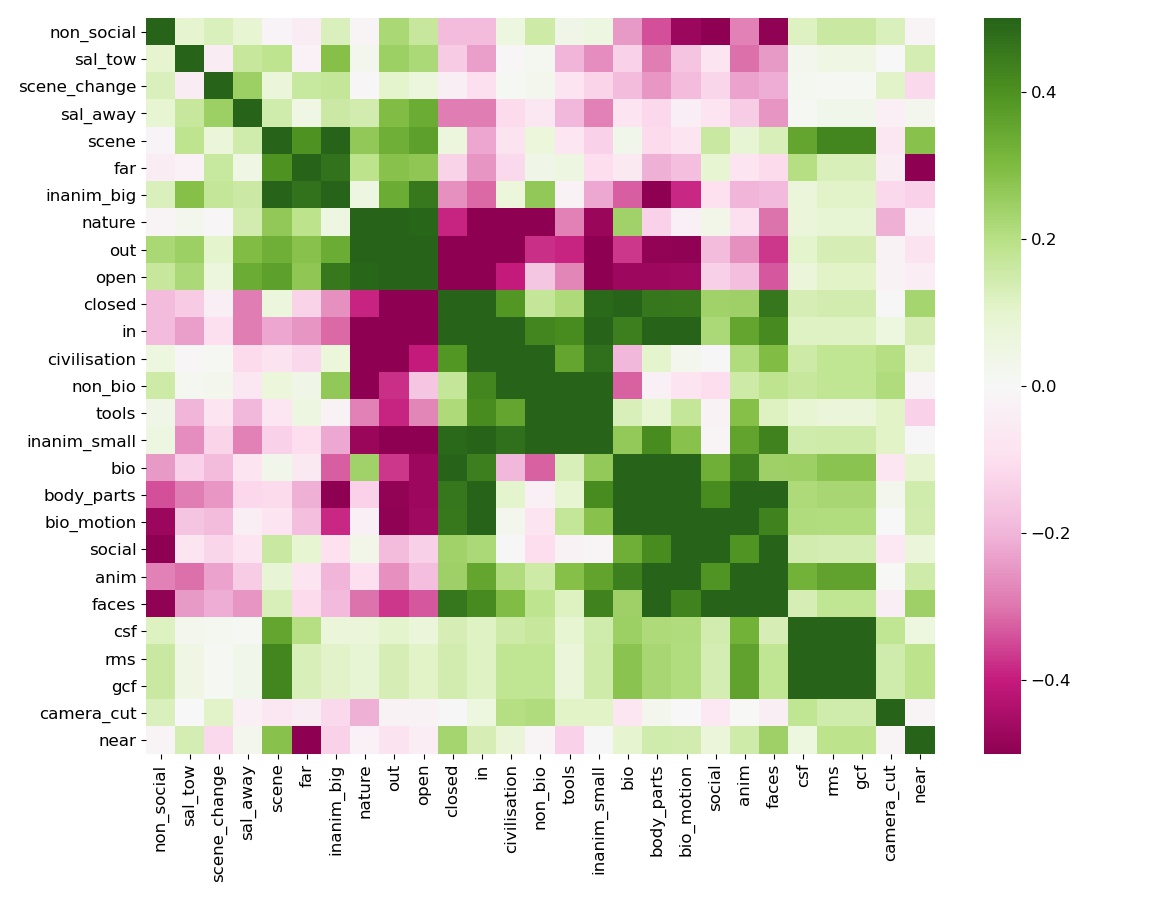 non_social
sal_tow
scene_change
sal_away
scene
far
inanim_big
nature
out
open
closed
in
civilisation
non_bio
tools
inanim_small
bio
body_parts
bio_motion
social
anim
faces
csf
rms
gcf
camera_cut
near
non_social
sal_tow
scene_change
sal_away
scene
far
inanim_big
nature
out
open
closed
in
civilisation
non_bio
tools
inanim_small
bio
body_parts
bio_motion
social
anim
faces
csf
rms
gcf
camera_cut
near
0.4
0.2
0.0
−0.2
−0.4